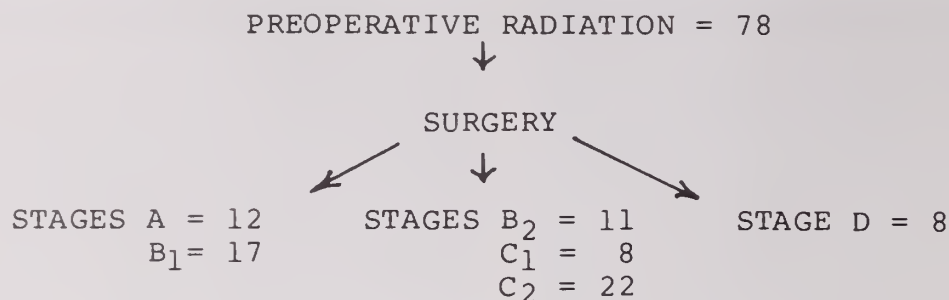 PREOPERATIVE RADIATION = 78
SURGERY
STAGES A = 12 STAGES B₂ = 11 STAGE D = 8
B₁= 17 C₁ = 8
C₂ = 22